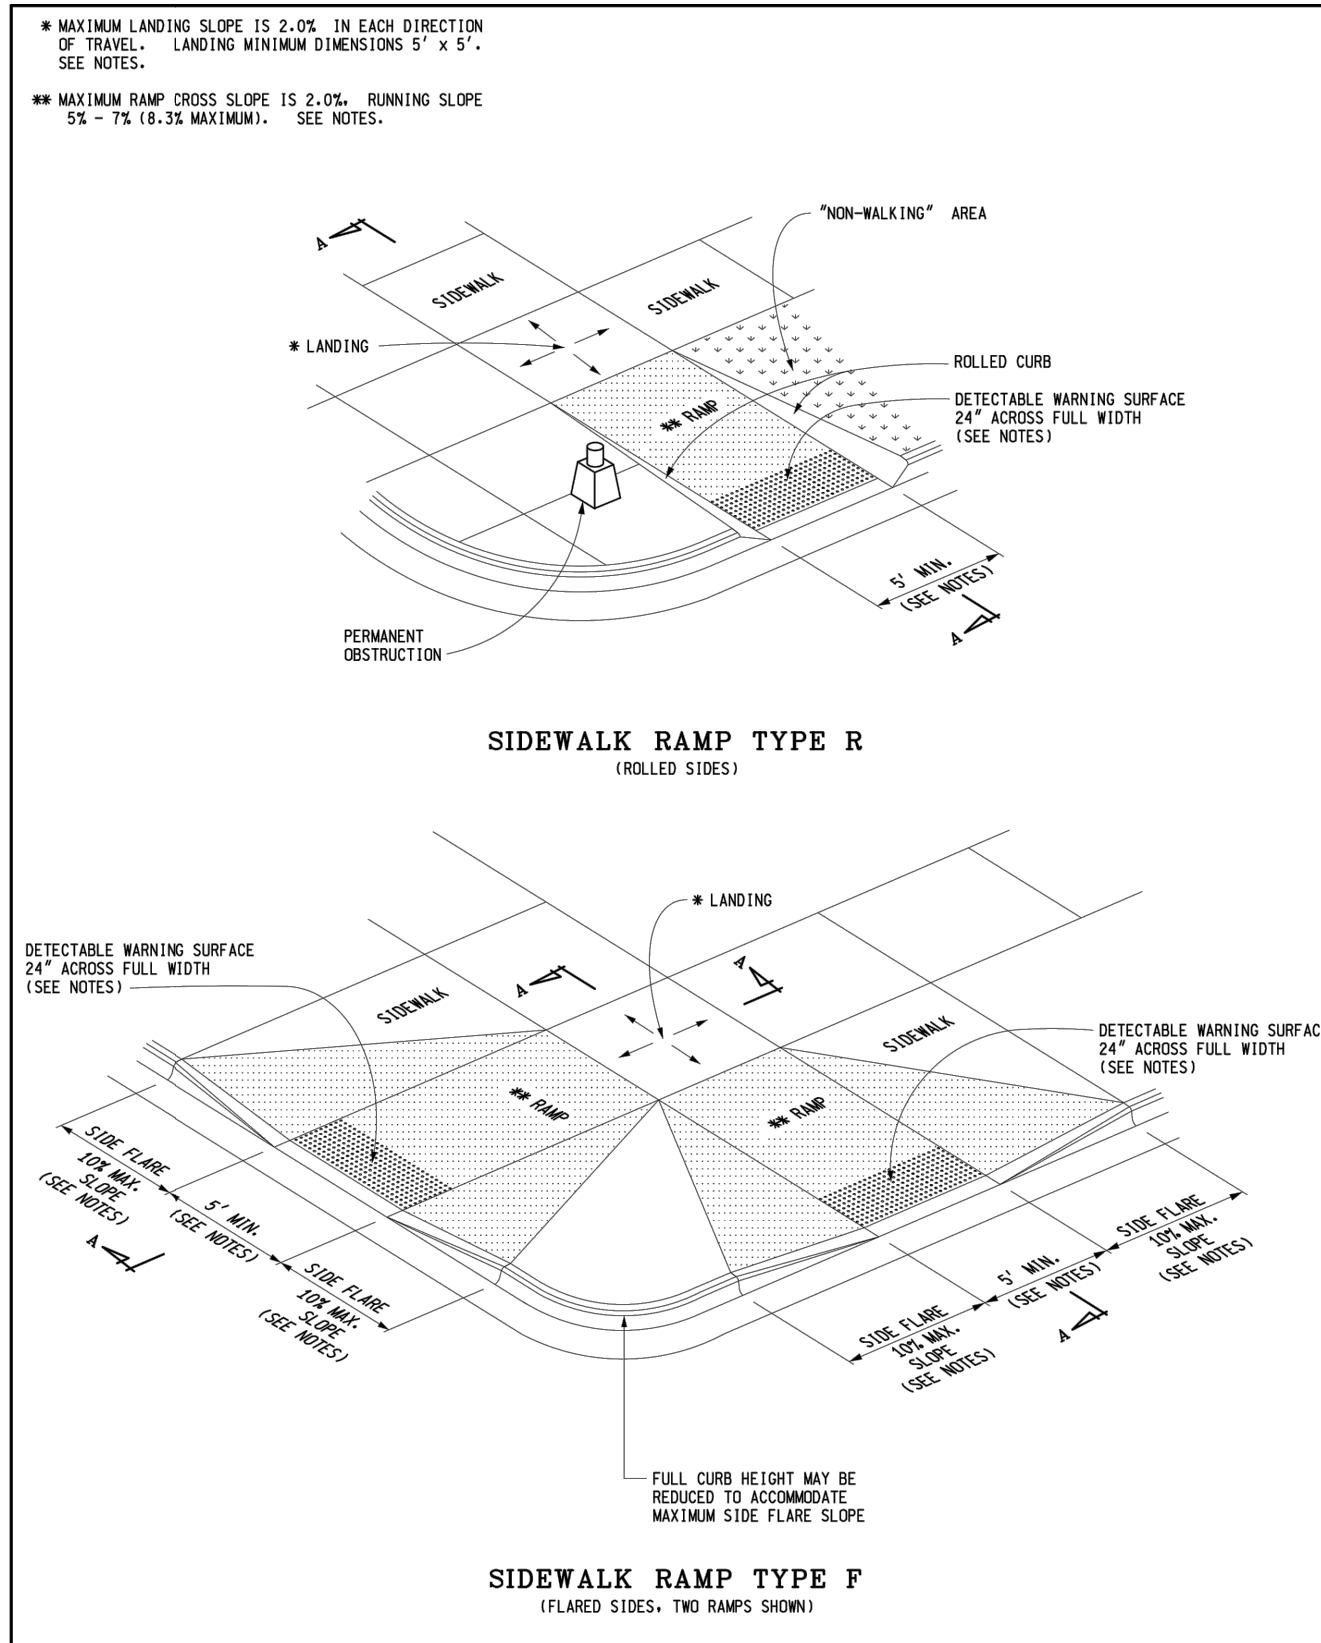 * MAXIMUM LANDING SLOPE IS 2.0% IN EACH DIRECTION
OF TRAVEL. LANDING MINIMUM DIMENSIONS 5' x 5'.
SEE NOTES.
** MAXIMUM RAMP CROSS SLOPE IS 2.0%, RUNNING SLOPE
5% - 7% (8.3% MAXIMUM). SEE NOTES.
"NON-WALKING" AREA
A
SIDEWALK
SIDEWALK
* LANDING
ROLLED CURB
DETECTABLE WARNING SURFACE
24" ACROSS FULL WIDTH
(SEE NOTES)
** RAMP
5' MIN.
(SEE NOTES)
A
PERMANENT
OBSTRUCTION
SIDEWALK RAMP TYPE R
(ROLLED SIDES)
* LANDING
DETECTABLE WARNING SURFACE
24" ACROSS FULL WIDTH
(SEE NOTES)
A
A
SIDEWALK
SIDEWALK
DETECTABLE WARNING SURFAC
24" ACROSS FULL WIDTH
(SEE NOTES)
** RAMP
** RAMP
SIDE FLARE
10% MAX.
SLOPE
(SEE NOTES)
5' MIN.
(SEE NOTES)
A
SIDE FLARE
10% MAX.
SLOPE
(SEE NOTES)
SIDE FLARE
10% MAX.
SLOPE
(SEE NOTES)
5' MIN.
(SEE NOTES)
A
SIDE FLARE
10% MAX.
SLOPE
(SEE NOTES)
FULL CURB HEIGHT MAY BE
REDUCED TO ACCOMMODATE
MAXIMUM SIDE FLARE SLOPE
SIDEWALK RAMP TYPE F
(FLARED SIDES, TWO RAMPS SHOWN)